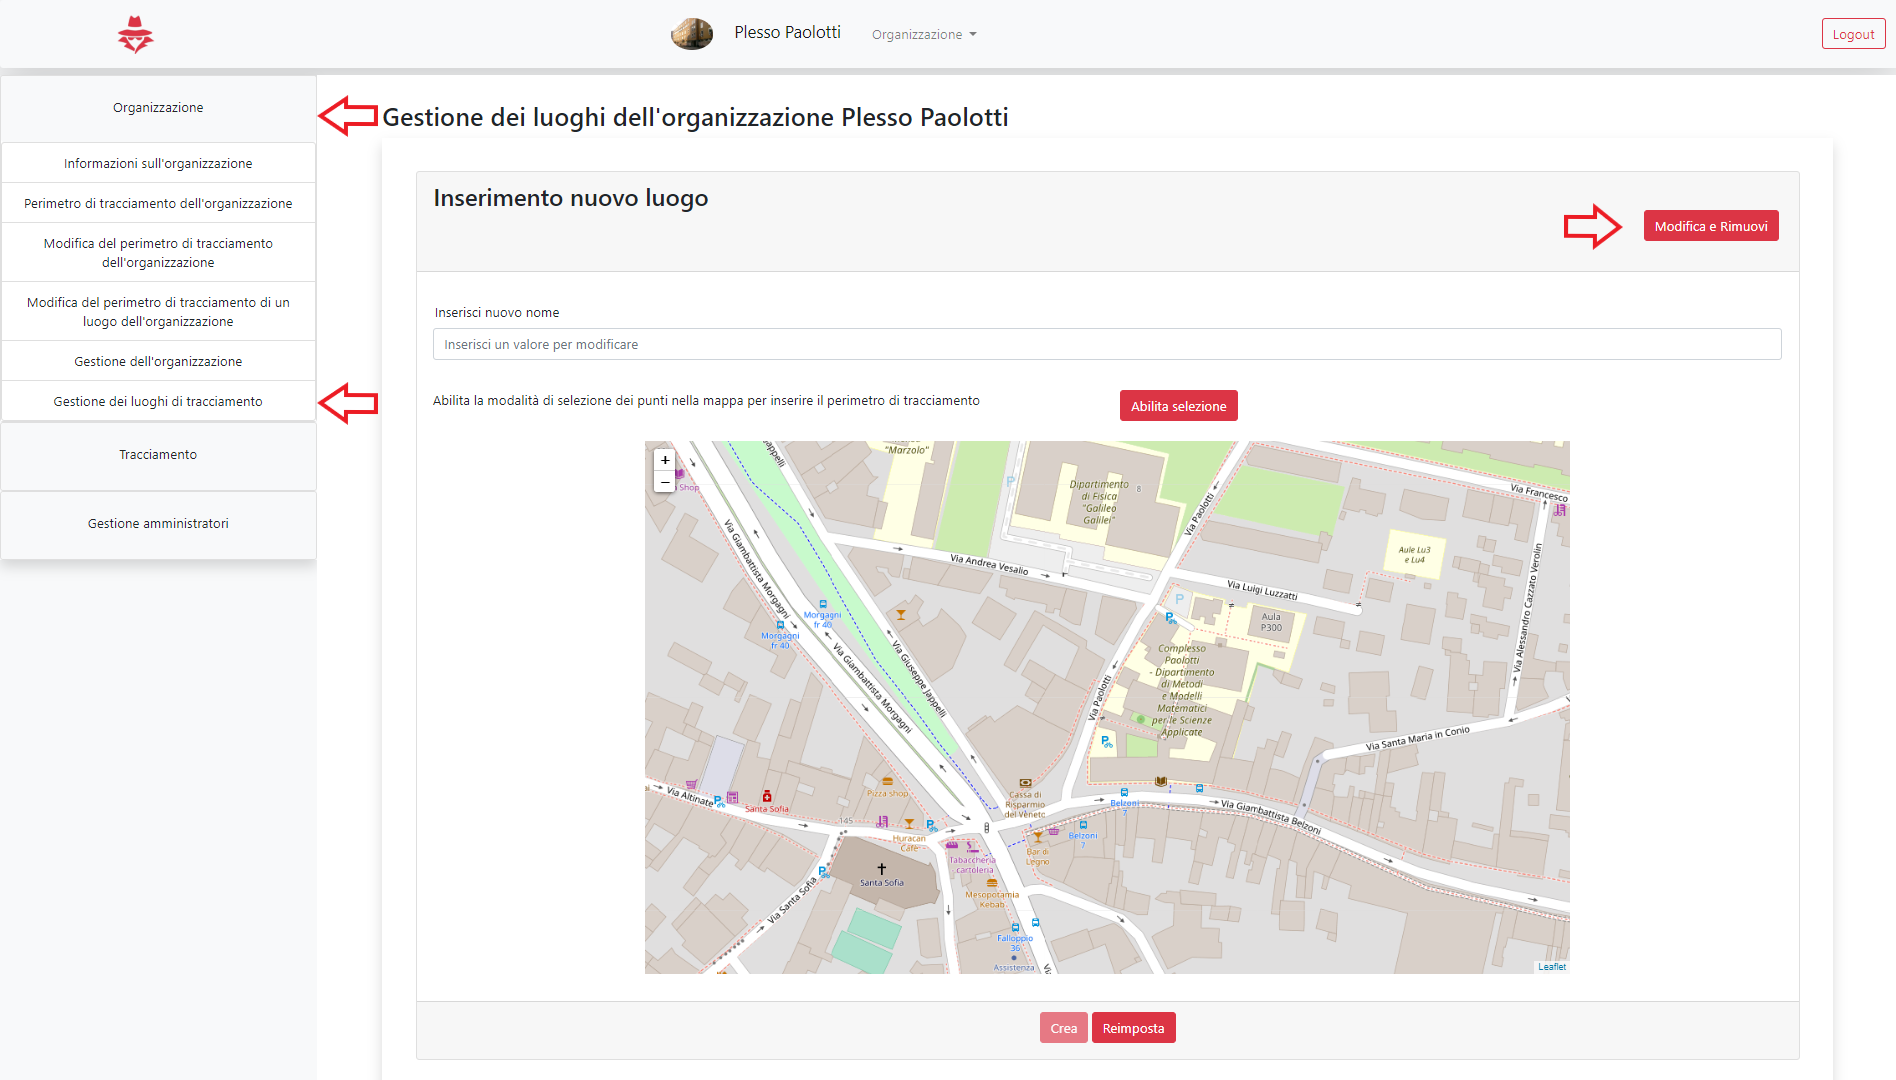 Plesso Paolotti
Organizzazione
Logout
Organizzazione
Informazioni sull'organizzazione
Perimetro di tracciamento dell'organizzazione
Modifica del perimetro di tracciamento
dell'organizzazione
Modifica del perimetro di tracciamento di un
luogo dell'organizzazione
Gestione dell'organizzazione
Gestione dei luoghi di tracciamento
Tracciamento
Gestione amministratori
Gestione dei luoghi dell'organizzazione Plesso Paolotti
Inserimento nuovo luogo
Modifica e Rimuovi
Inserisci nuovo nome
Inserisci un valore per modificare
Abilita la modalità di selezione dei punti nella mappa per inserire il perimetro di tracciamento
Abilita selezione
+
−
Shop
"Marzolo"
Jappelli
Dipartimento
di Fisica
"Galileo
Galilei"
8
P
Via Paolotti
Via Francesco
Aule Lu3
e Lu4
Via Andrea Vesalio
Via Luigi Luzzatti
Via Alessandro Cazzato Verolin
Via Giambattista Morgagni
Morgagni
fr 40
Morgagni
fr 40
Via Giambattista Morgagni
Via Giuseppe Jappelli
P
Aula
P300
Complesso
Paolotti
- Dipartimento
di Metodi
e Modelli
Matematici
per le Scienze
Applicate
Via Paolotti
Via Santa Maria in Conio
Via Altinate
Santa Sofia
Pizza shop
Cassa di
Risparmio
del Veneto
Belzoni
7
Via Giambattista Belzoni
145
Huracan
Cafè
Belzoni
7
Bar di
Legno
Tabaccheria
cartoleria
Santa Sofia
Via Santa Sofia
Mesopotamia
Kebab
Falloppio
36
Assistenza
Via
Leaflet
Crea
Reimposta